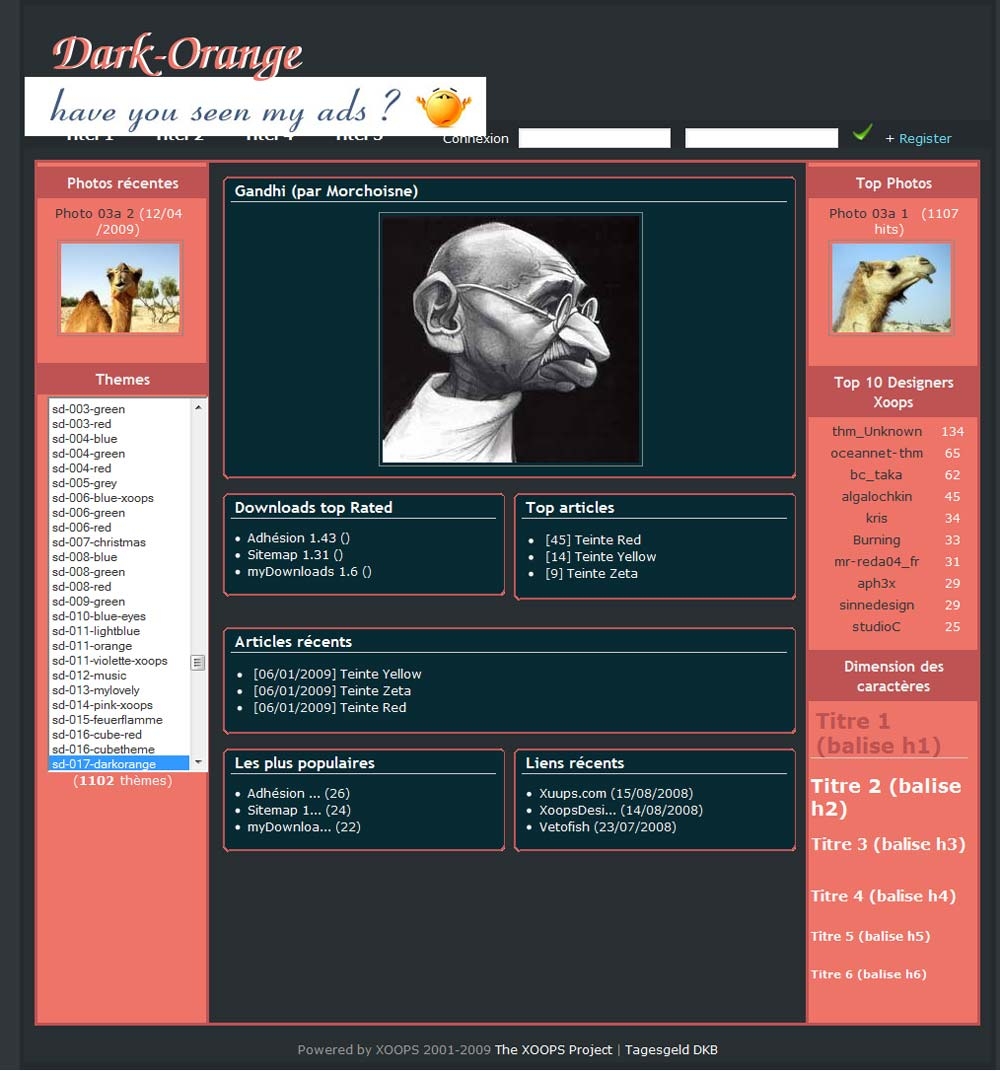 Dark-Orange
have you seen my ads ?
Titel 1 Titel 2 Titel 4 Titel 5
Connexion
+ Register
Photos récentes
Photo 03a 2 (12/04
/2009)
Themes
sd-003-green
sd-003-red
sd-004-blue
sd-004-green
sd-004-red
sd-005-grey
sd-006-blue-xoops
sd-006-green
sd-006-red
sd-007-christmas
sd-008-blue
sd-008-green
sd-008-red
sd-009-green
sd-010-blue-eyes
sd-011-lightblue
sd-011-orange
sd-011-violette-xoops
sd-012-music
sd-013-mylovely
sd-014-pink-xoops
sd-015-feuerflamme
sd-016-cube-red
sd-016-cubetheme
sd-017-darkorange
(1102 thèmes)
Gandhi (par Morchoisne)
Downloads top Rated
Adhésion 1.43 ()
Sitemap 1.31 ()
myDownloads 1.6 ()
Top articles
[45] Teinte Red
[14] Teinte Yellow
[9] Teinte Zeta
Articles récents
[06/01/2009] Teinte Yellow
[06/01/2009] Teinte Zeta
[06/01/2009] Teinte Red
Les plus populaires
Adhésion ... (26)
Sitemap 1... (24)
myDownloa... (22)
Liens récents
Xuups.com (15/08/2008)
XoopsDesi... (14/08/2008)
Vetofish (23/07/2008)
Top Photos
Photo 03a 1 (1107
hits)
Top 10 Designers
Xoops
thm_Unknown 134
oceannet-thm 65
bc_taka 62
algalochkin 45
kris 34
Burning 33
mr-reda04_fr 31
aph3x 29
sinnedesign 29
studioC 25
Dimension des
caractères
Titre 1
(balise h1)
Titre 2 (balise
h2)
Titre 3 (balise h3)
Titre 4 (balise h4)
Titre 5 (balise h5)
Titre 6 (balise h6)
Powered by XOOPS 2001-2009 The XOOPS Project | Tagesgeld DKB